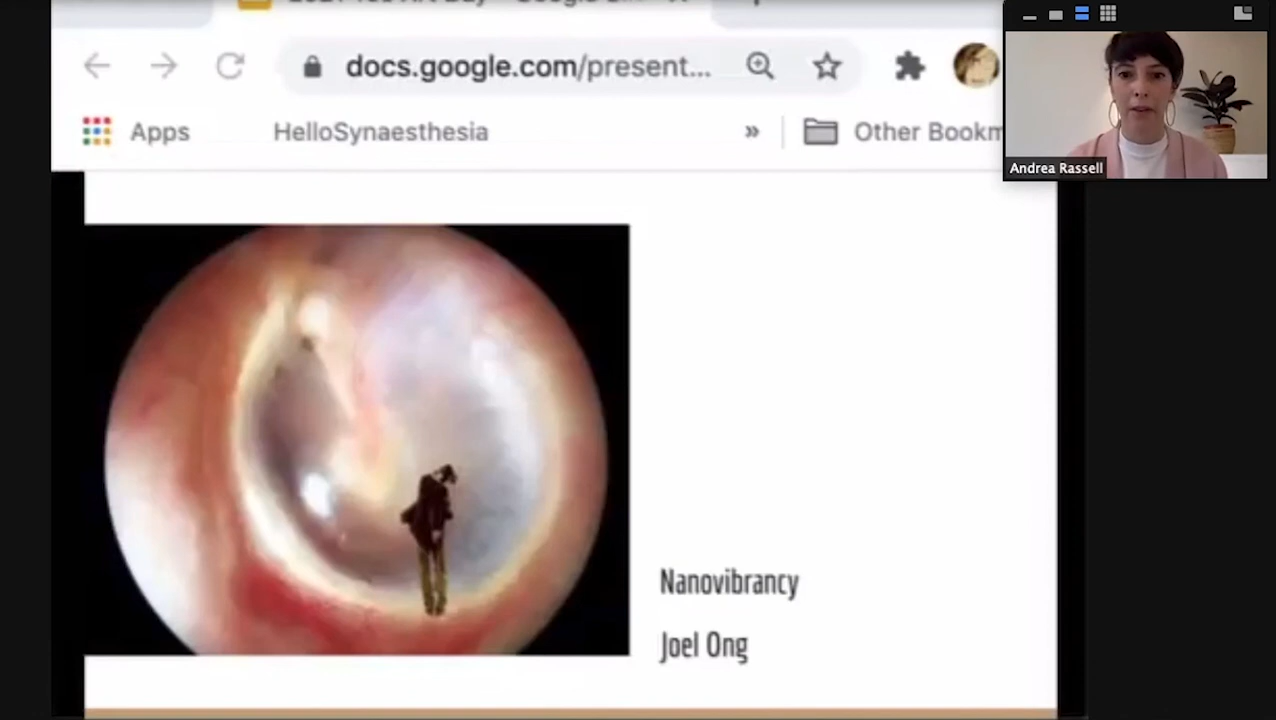 docs.google.com/present...
Apps
HelloSynaesthesia
»
Other Bookm
Andrea Rassell
Nanovibrancy
Joel Ong